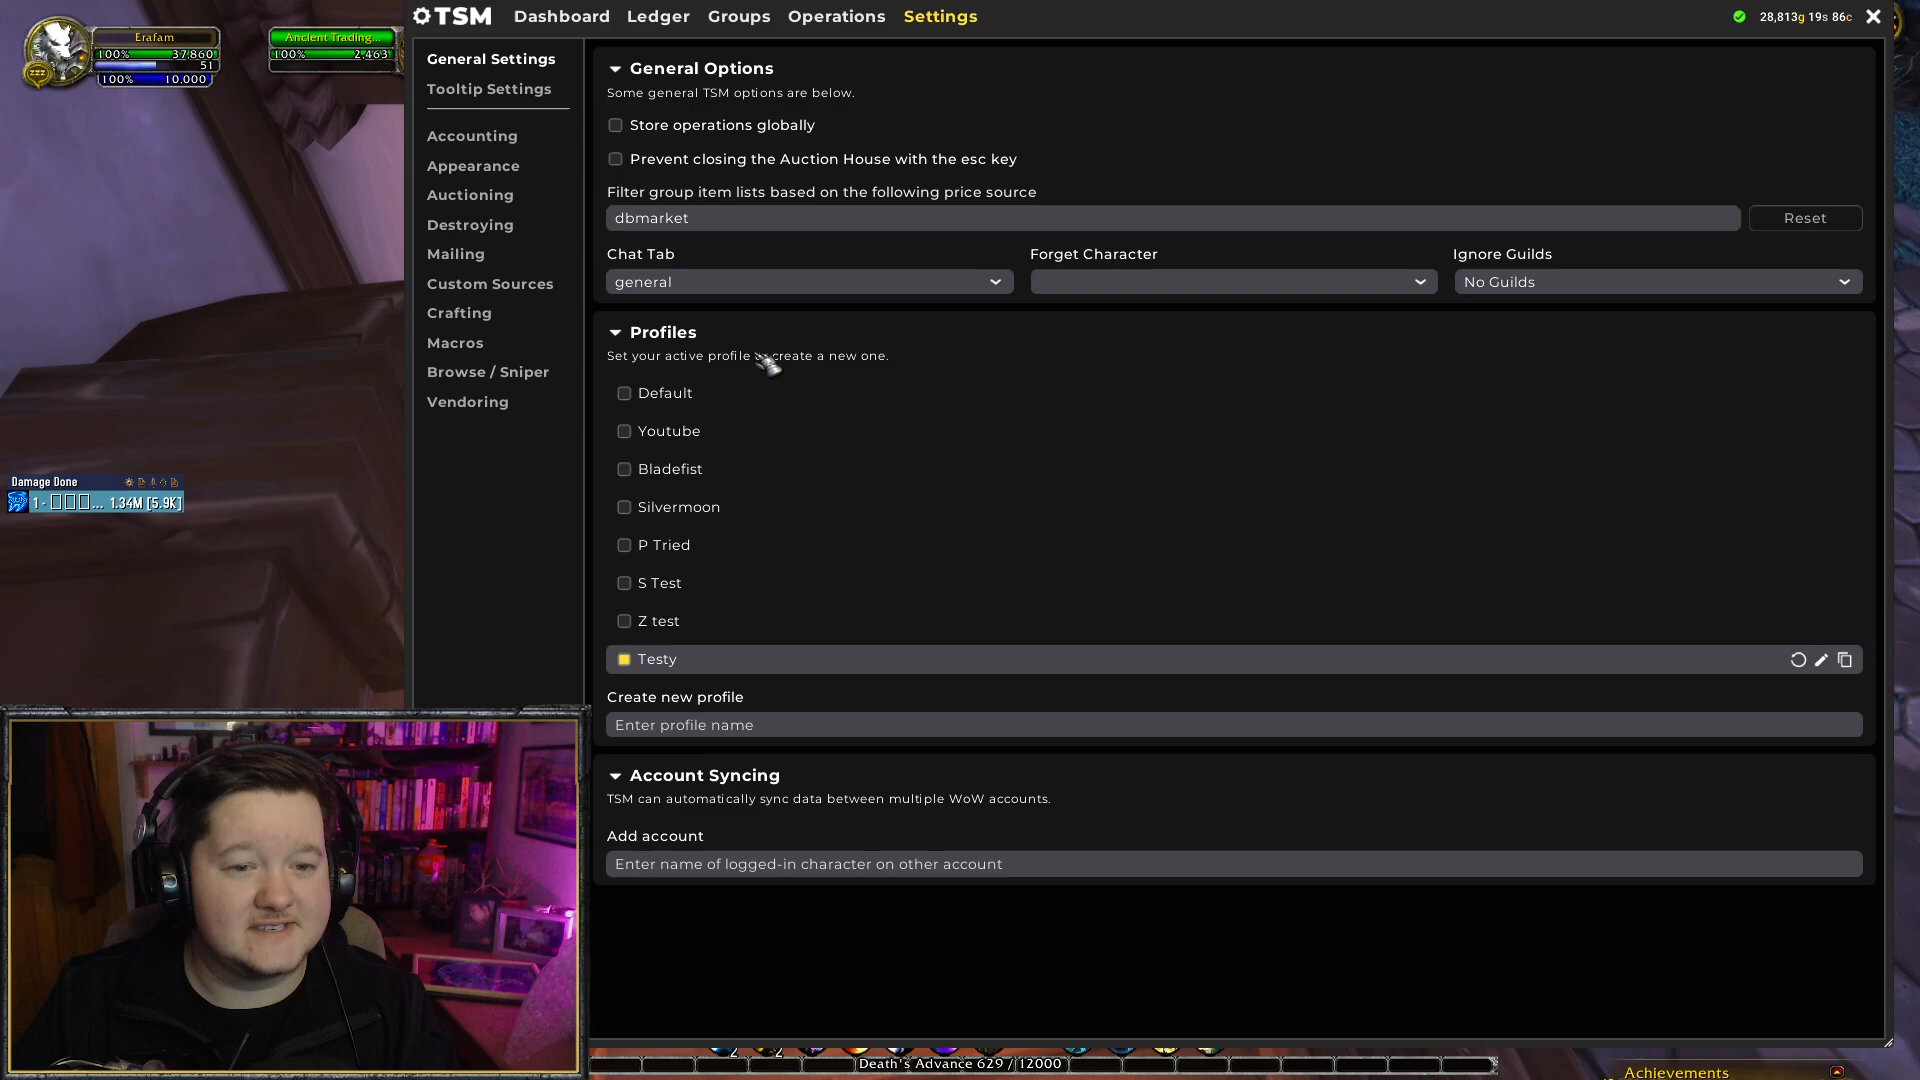 TSM
Dashboard Ledger Groups Operations Settings
28,813g 19s 86c
Erafam
100% 37,860
51
100% 10,000
Ancient Trading...
100% 2,463
General Settings
Tooltip Settings
Accounting
Appearance
Auctioning
Destroying
Mailing
Custom Sources
Crafting
Macros
Browse / Sniper
Vendoring
General Options
Some general TSM options are below.
Store operations globally
Prevent closing the Auction House with the esc key
Filter group item lists based on the following price source
dbmarket
Reset
Chat Tab Forget Character Ignore Guilds
general No Guilds
Profiles
Set your active profile create a new one.
Default
Youtube
Bladefist
Silvermoon
P Tried
S Test
Z test
Testy
Create new profile
Enter profile name
Account Syncing
TSM can automatically sync data between multiple WoW accounts.
Add account
Enter name of logged-in character on other account
Damage Done
1 - ... 1.34M [5.9K]
2 2
Death's Advance 629 / 12000
Achievements